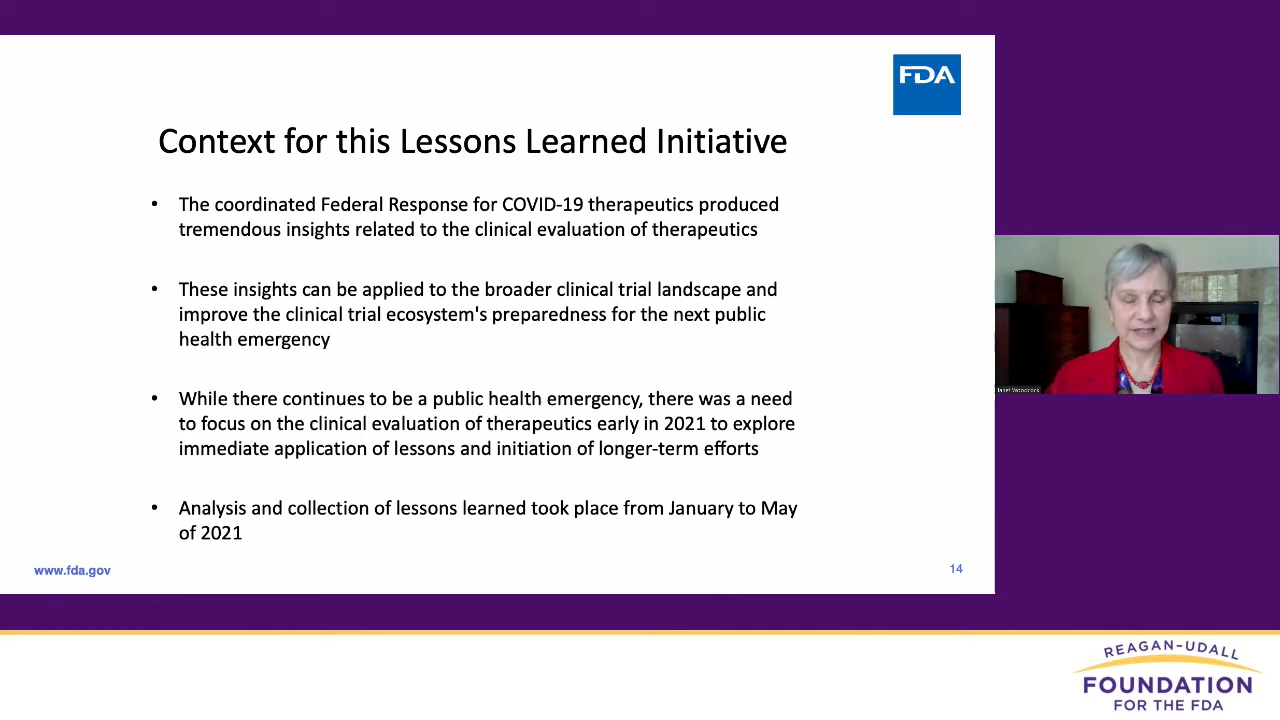 FDA
Context for this Lessons Learned Initiative
• The coordinated Federal Response for COVID-19 therapeutics produced
tremendous insights related to the clinical evaluation of therapeutics
• These insights can be applied to the broader clinical trial landscape and
improve the clinical trial ecosystem's preparedness for the next public
health emergency
• While there continues to be a public health emergency, there was a need
to focus on the clinical evaluation of therapeutics early in 2021 to explore
immediate application of lessons and initiation of longer-term efforts
• Analysis and collection of lessons learned took place from January to May
of 2021
www.fda.gov
14
Janet Woodcock
REAGAN-UDALL
FOUNDATION
FOR THE FDA